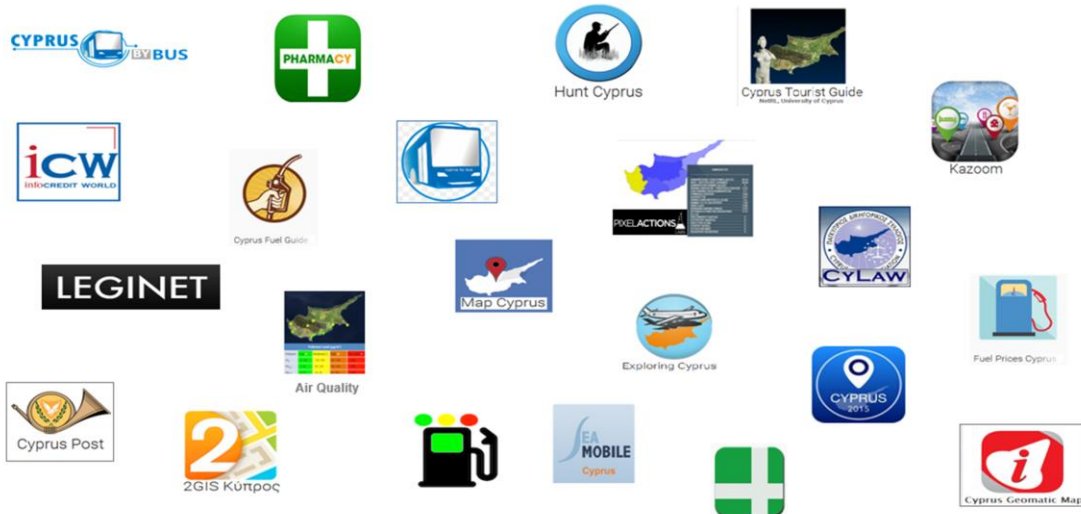 CYPRUS BY BUS
PHARMACY
Hunt Cyprus
Cyprus Tourist Guide
NetRL, University of Cyprus
Kazoom
icw
infoCREDIT WORLD
Cyprus Fuel Guide
PIXELACTIONS
CYLAW
LEGINET
Map Cyprus
Air Quality
Exploring Cyprus
Fuel Prices Cyprus
CYPRUS
2015
Cyprus Post
2GIS Κύπρος
SEA
MOBILE
Cyprus
Cyprus Geomatic Map